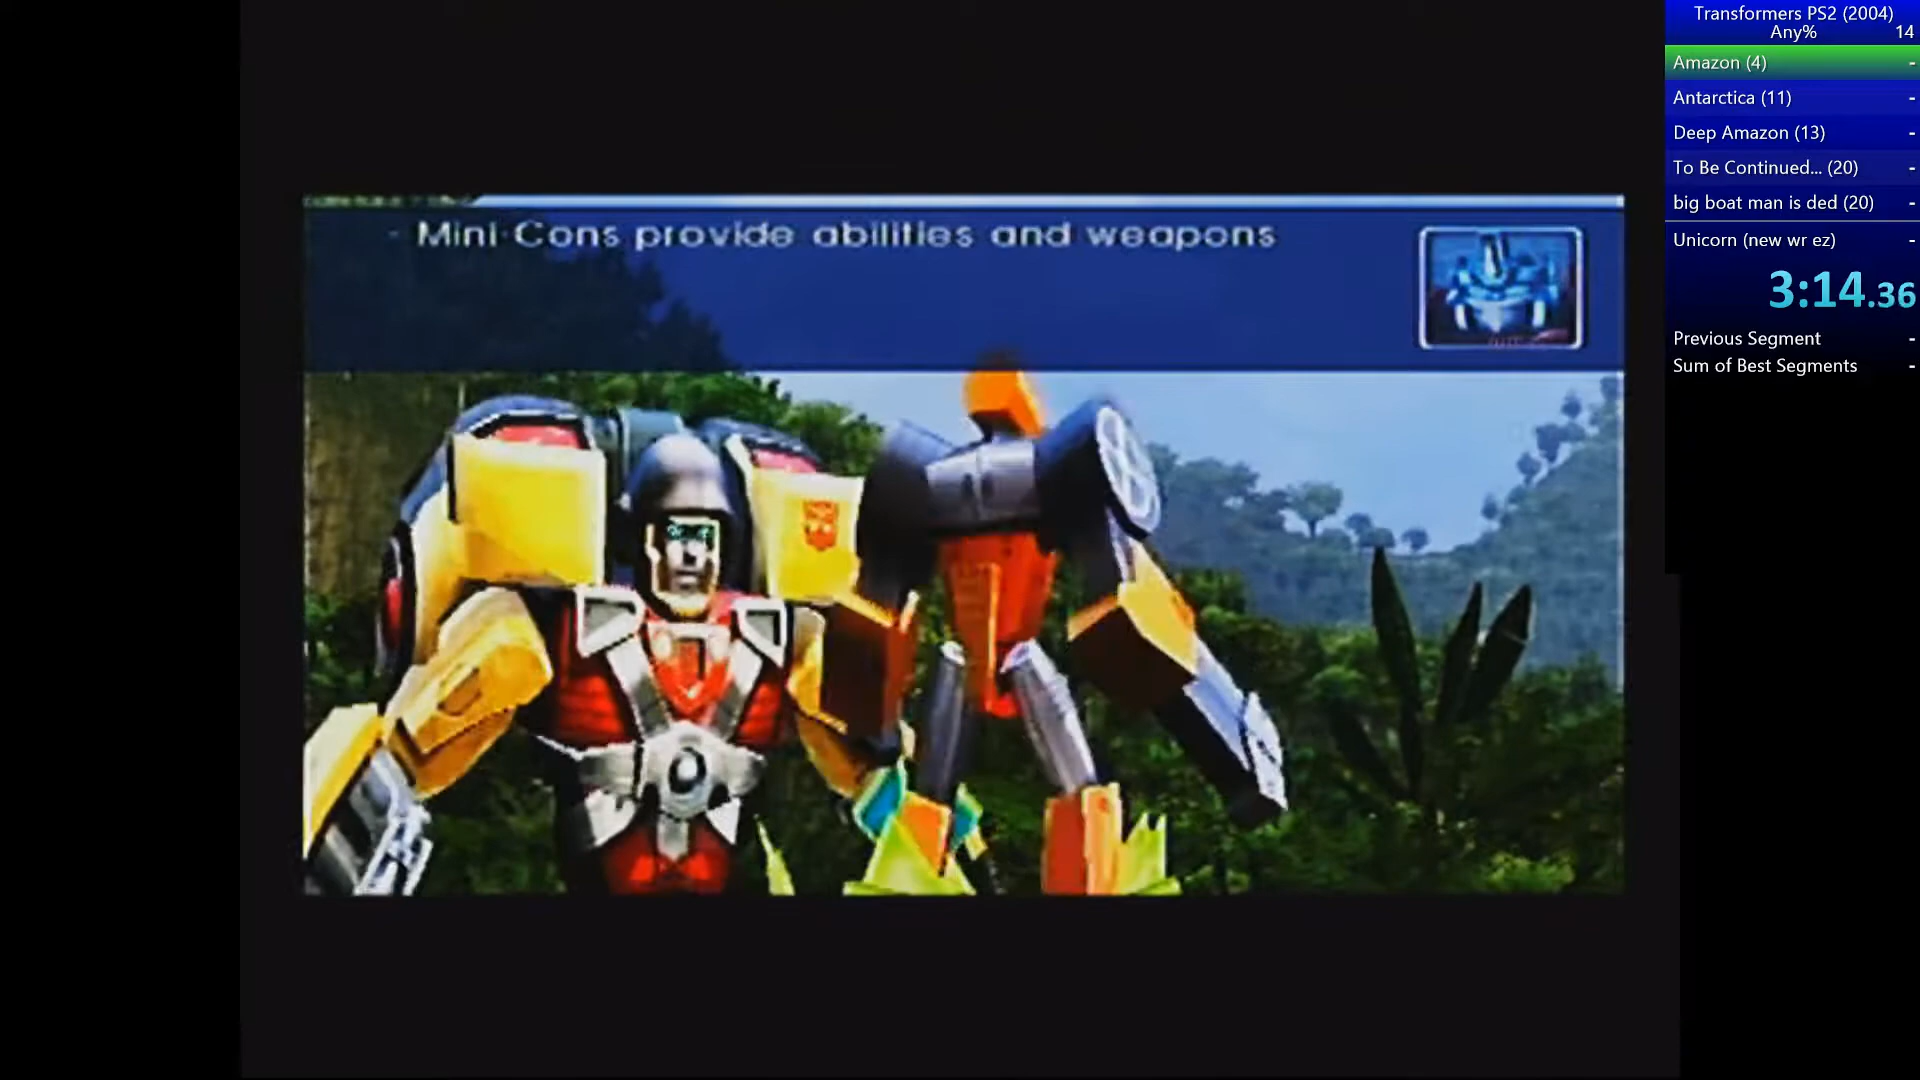 Transformers PS2 (2004)
Any% 14
Amazon (4) -
Antarctica (11) -
Deep Amazon (13) -
To Be Continued... (20) -
big boat man is ded (20) -
Unicorn (new wr ez) -
3:14.36
Previous Segment -
Sum of Best Segments -
- Mini-Cons provide abilities and weapons